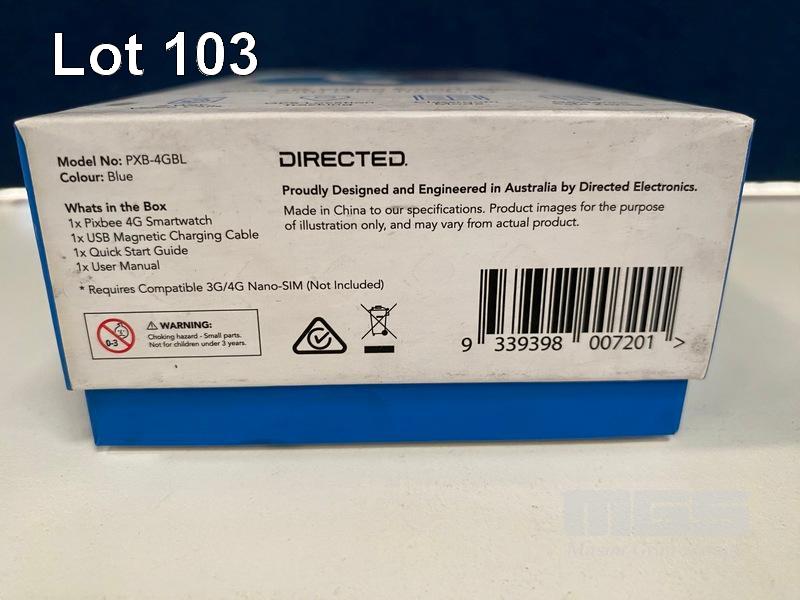 Lot 103
Model No: PXB-4GBL
Colour: Blue
DIRECTED.
Proudly Designed and Engineered in Australia by Directed Electronics.
Made in China to our specifications. Product images for the purpose
of illustration only, and may vary from actual product.
Whats in the Box
1x Pixbee 4G Smartwatch
1x USB Magnetic Charging Cable
1x Quick Start Guide
1x User Manual
* Requires Compatible 3G/4G Nano-SIM (Not Included)
0-3
WARNING:
Choking hazard - Small parts.
Not for children under 3 years.
9 339398 007201 >
MGS